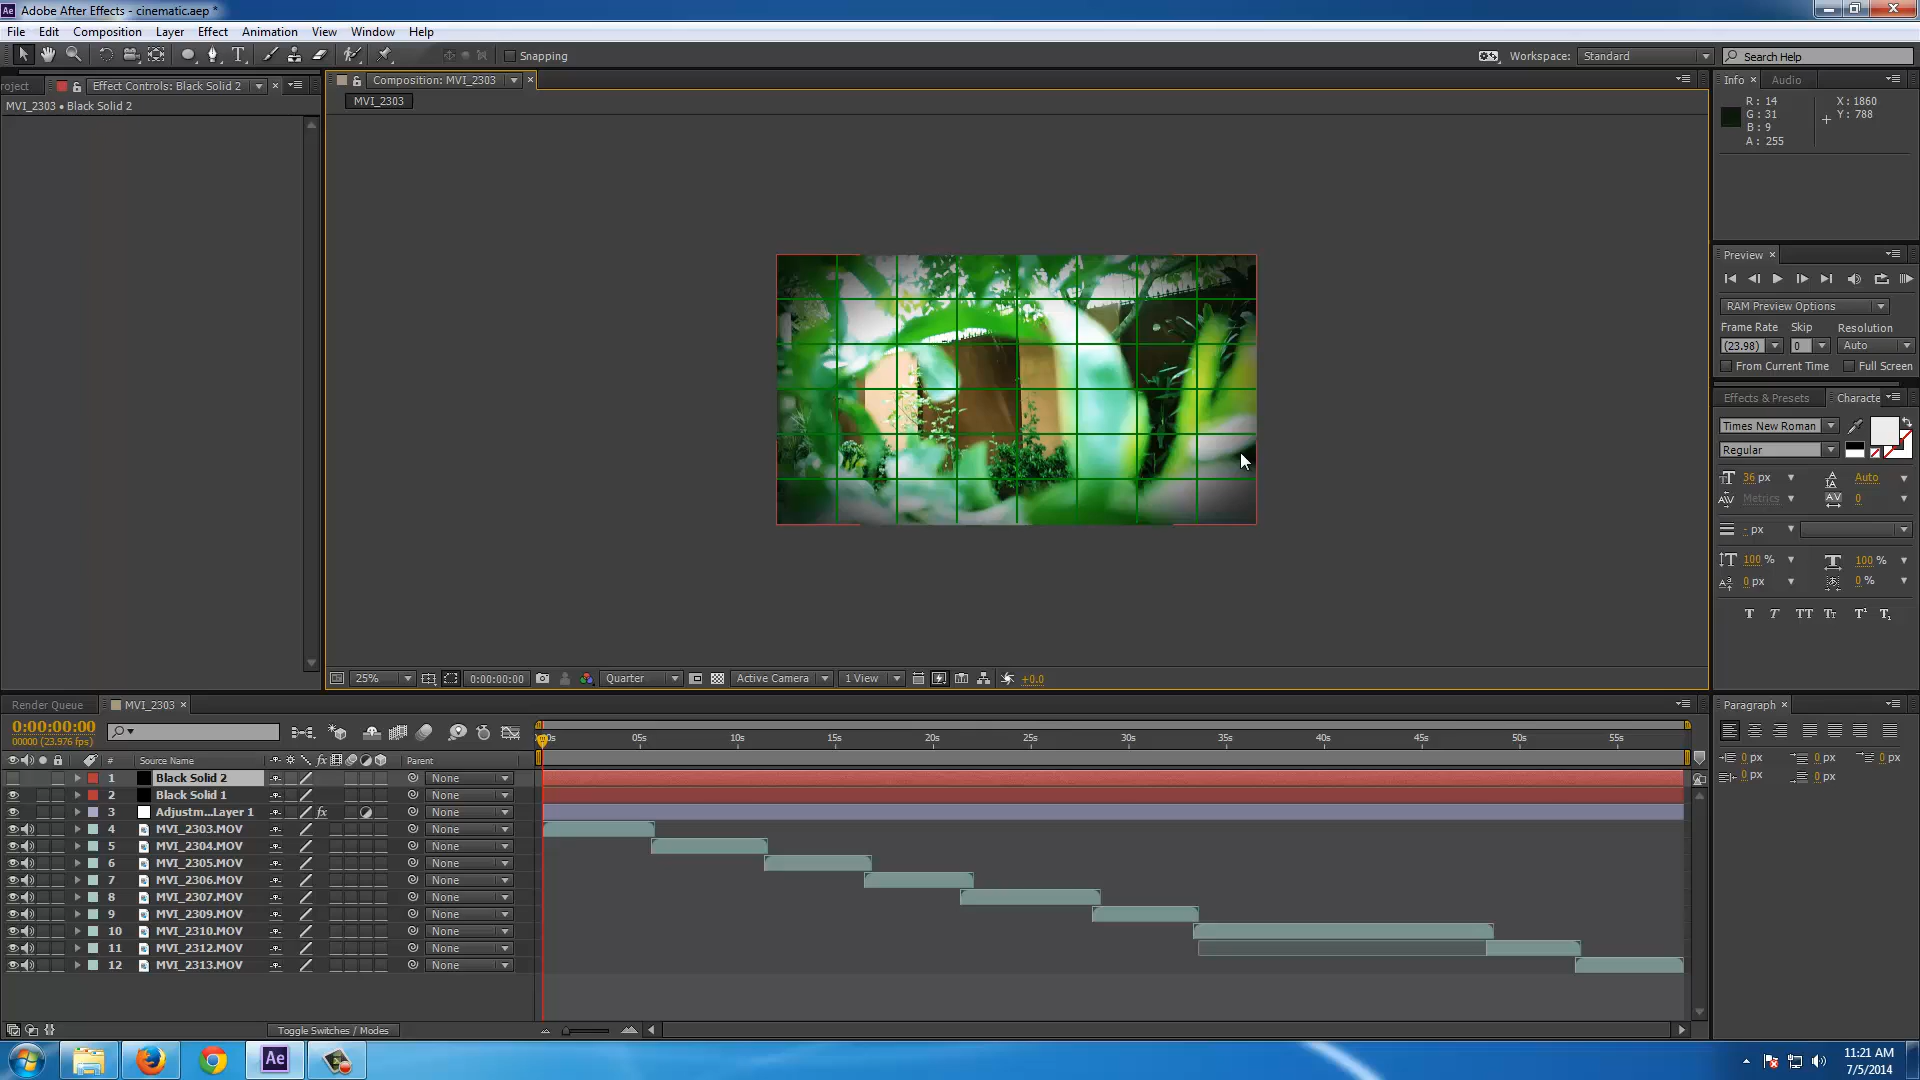 Adobe After Effects - cinematic.aep *
File Edit Composition Layer Effect Animation View Window Help
Snapping
Workspace: Standard
Search Help
roject
Effect Controls: Black Solid 2
MVI_2303 • Black Solid 2
Composition: MVI_2303
MVI_2303
Info Audio
R: 14
G: 31
B: 9
A: 255
X: 1860
Y: 788
Preview
RAM Preview Options
Frame Rate Skip Resolution
(23.98) 0 Auto
From Current Time Full Screen
Effects & Presets Characte
Times New Roman
Regular
36 px Auto
Metrics 0
- px
100 % 100 %
0 px 0 %
25% 0:00:00:00 Quarter Active Camera 1 View +0.0
Render Queue MVI_2303
0:00:00:00
00000 (23.976 fps)
05s 10s 15s 20s 25s 30s 35s 40s 45s 50s 55s
# Source Name Parent
1 Black Solid 2 None
2 Black Solid 1 None
3 Adjustm...Layer 1 fx None
4 MVI_2303.MOV None
5 MVI_2304.MOV None
6 MVI_2305.MOV None
7 MVI_2306.MOV None
8 MVI_2307.MOV None
9 MVI_2309.MOV None
10 MVI_2310.MOV None
11 MVI_2312.MOV None
12 MVI_2313.MOV None
Toggle Switches / Modes
Paragraph
0 px 0 px 0 px
0 px 0 px
Ae
11:21 AM
7/5/2014